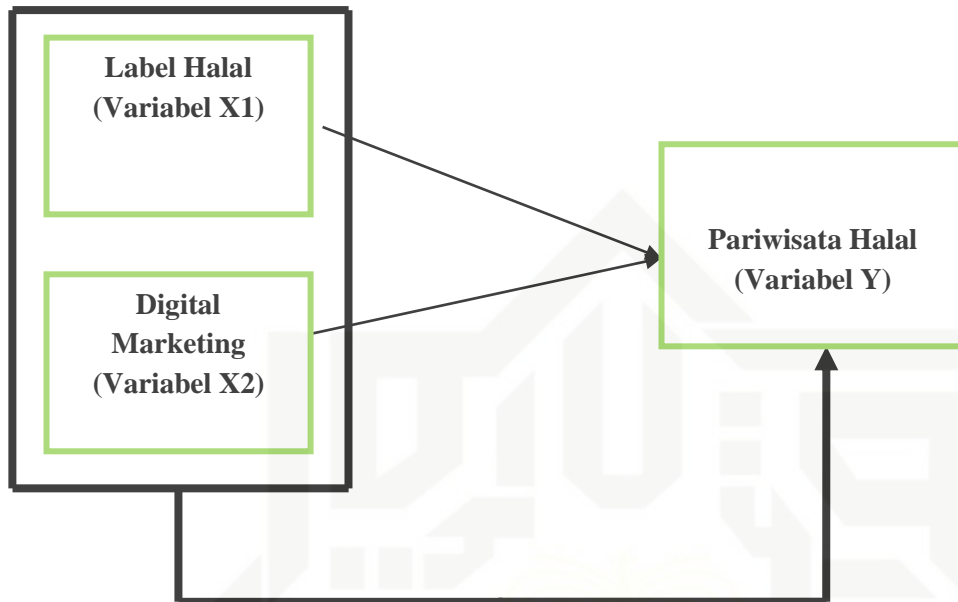 Label Halal
(Variabel X1)
Digital
Marketing
(Variabel X2)
Pariwisata Halal
(Variabel Y)